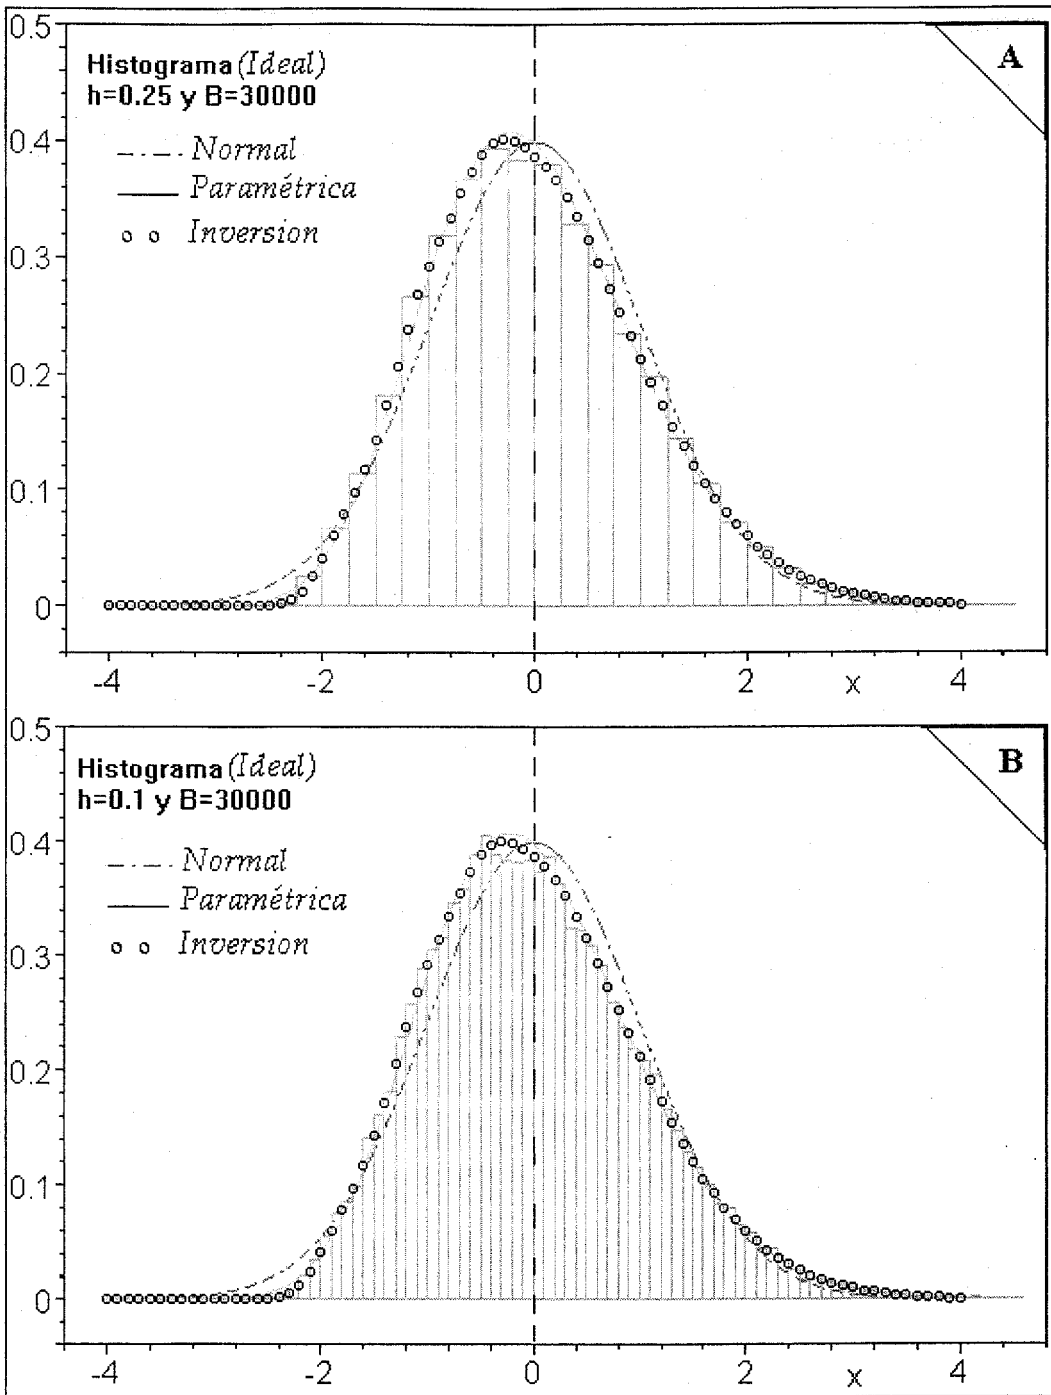 A
Histograma (Ideal)
h=0.25 y B=30000
Normal
Paramétrica
Inversion
0.5
0.4
0.3
0.2
0.1
0
-4 -2 0 2 x 4
B
Histograma (Ideal)
h=0.1 y B=30000
Normal
Paramétrica
Inversion
0.5
0.4
0.3
0.2
0.1
0
-4 -2 0 2 x 4